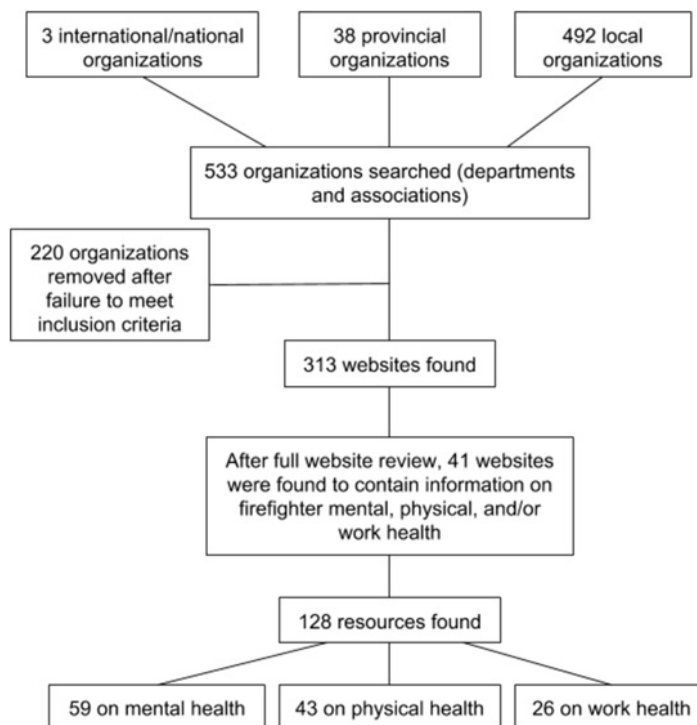 3 international/national
organizations
38 provincial
organizations
492 local
organizations
533 organizations searched (departments
and associations)
220 organizations
removed after
failure to meet
inclusion criteria
313 websites found
After full website review, 41 websites
were found to contain information on
firefighter mental, physical, and/or
work health
128 resources found
59 on mental health
43 on physical health
26 on work health